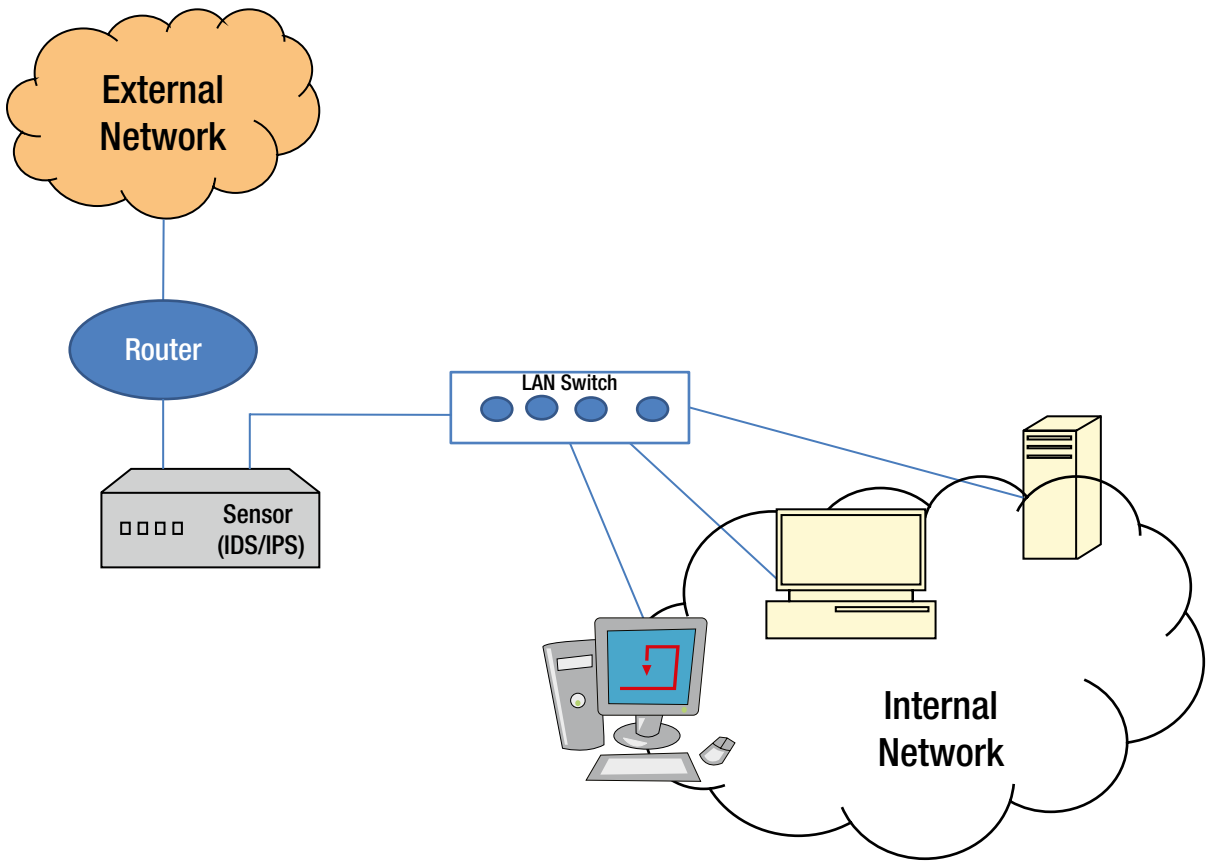 External
Network
Router
LAN Switch
Sensor
(IDS/IPS)
Internal
Network